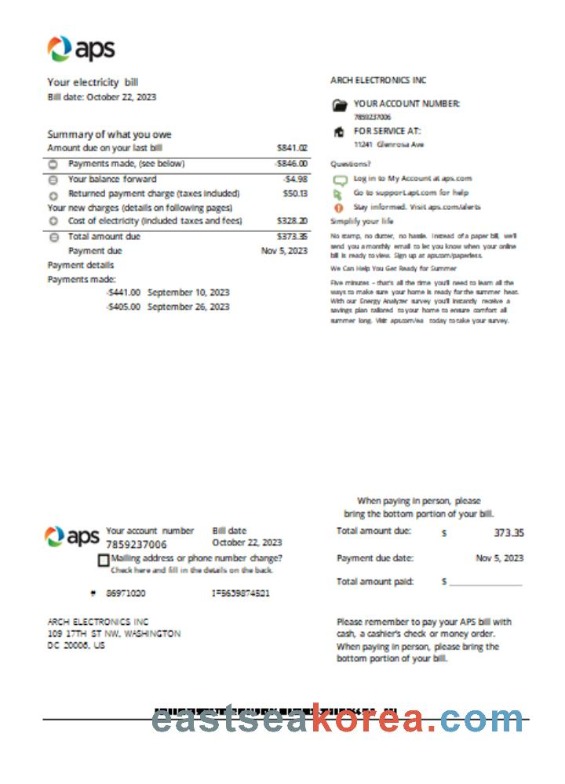 aps
Your electricity bill
Bill date: October 22, 2023
Summary of what you owe
Amount due on your last bill $841.02
Payments made, (see below) -$846.00
Your balance forward -$4.98
Returned payment charge (taxes included) $50.13
Your new charges (details on following pages)
Cost of electricity (included taxes and fees) $328.20
Total amount due $373.35
Payment due Nov 5, 2023
Payment details
Payments made:
-$441.00 September 10, 2023
-$405.00 September 26, 2023
ARCH ELECTRONICS INC
YOUR ACCOUNT NUMBER:
7859237006
FOR SERVICE AT:
11241 Glenrosa Ave
Questions?
Log in to My Account at aps.com
Go to support.apt.com for help
Stay informed. Visit aps.com/alerts
Simplify your life
No stamp, no clutter, no hassle. Instead of a paper bill, we'll
send you a monthly email to let you know when your online
bill is ready to view. Sign up at aps.com/paperless.
We Can Help You Get Ready for Summer
Five minutes - that's all the time you'll need to learn all the
ways to make sure your home is ready for the summer heat.
With our Energy Analyzer survey you'll instantly receive a
savings plan tailored to your home to ensure comfort all
summer long. Visit aps.com/ea today to take your survey.
When paying in person, please
bring the bottom portion of your bill.
aps
Your account number Bill date
7859237006 October 22, 2023
Mailing address or phone number change?
Check here and fill in the details on the back.
# 86971020
Total amount due: $ 373.35
Payment due date: Nov 5, 2023
Total amount paid: $
ARCH ELECTRONICS INC
109 17TH ST NW, WASHINGTON
DC 20006, US
Please remember to pay your APS bill with
cash, a cashier's check or money order.
When paying in person, please bring the
bottom portion of your bill.
eastseakorea.com